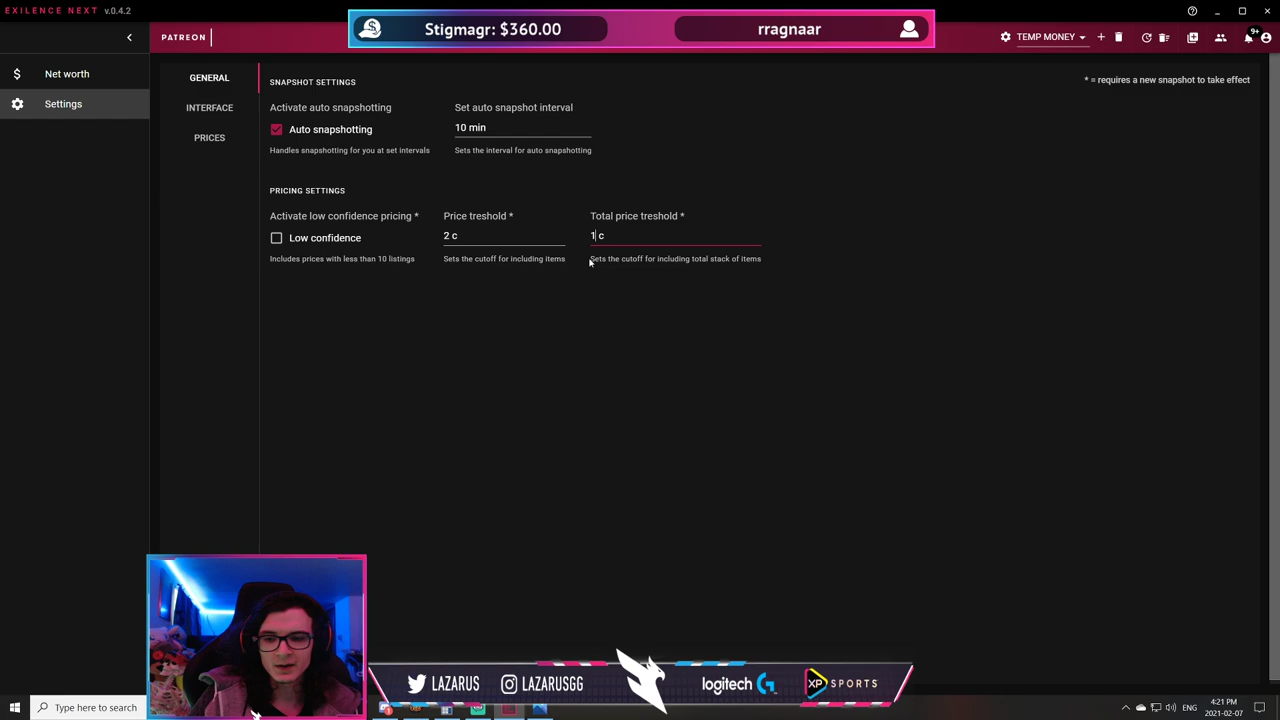 EXILENCE NEXT v.0.4.2
Stigmagr: $360.00
rragnaar
PATREON
TEMP MONEY
9+
Net worth
Settings
GENERAL
INTERFACE
PRICES
SNAPSHOT SETTINGS
* = requires a new snapshot to take effect
Activate auto snapshotting
Set auto snapshot interval
Auto snapshotting
10 min
Handles snapshotting for you at set intervals
Sets the interval for auto snapshotting
PRICING SETTINGS
Activate low confidence pricing *
Price treshold *
Total price treshold *
Low confidence
2 c
1 c
Includes prices with less than 10 listings
Sets the cutoff for including items
Sets the cutoff for including total stack of items
LAZARUS
LAZARUSGG
logitech G
XP SPORTS
Type here to search
ENG
4:21 PM
2021-02-07